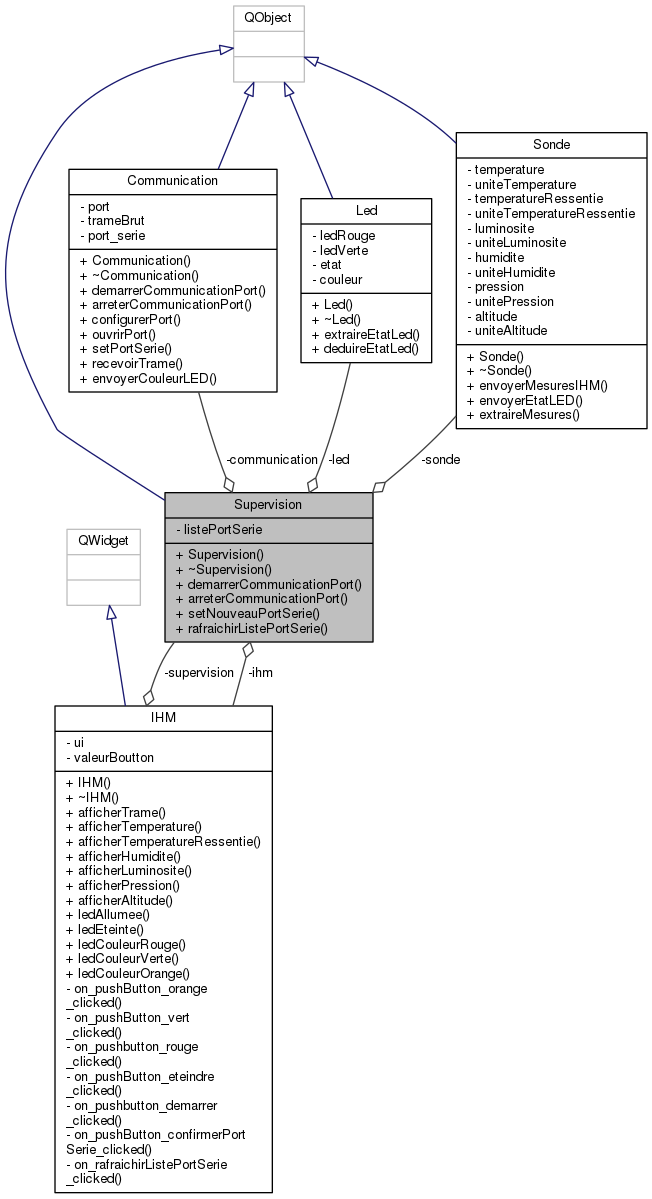 QObject
Sonde
- temperature
- uniteTemperature
- temperatureRessentie
- uniteTemperatureRessentie
- luminosite
- uniteLuminosite
- humidite
- uniteHumidite
- pression
- unitePression
- altitude
- uniteAltitude
+ Sonde()
+ ~Sonde()
+ envoyerMesuresIHM()
+ envoyerEtatLED()
+ extraireMesures()
Communication
- port
- trameBrut
- port_serie
+ Communication()
+ ~Communication()
+ demarrerCommunicationPort()
+ arreterCommunicationPort()
+ configurerPort()
+ ouvrirPort()
+ setPortSerie()
+ recevoirTrame()
+ envoyerCouleurLED()
Led
- ledRouge
- ledVerte
- etat
- couleur
+ Led()
+ ~Led()
+ extraireEtatLed()
+ deduireEtatLed()
-communication
-led
-sonde
Supervision
- listePortSerie
+ Supervision()
+ ~Supervision()
+ demarrerCommunicationPort()
+ arreterCommunicationPort()
+ setNouveauPortSerie()
+ rafraichirListePortSerie()
QWidget
-supervision
-ihm
IHM
- ui
- valeurBoutton
+ IHM()
+ ~IHM()
+ afficherTrame()
+ afficherTemperature()
+ afficherTemperatureRessentie()
+ afficherHumidite()
+ afficherLuminosite()
+ afficherPression()
+ afficherAltitude()
+ ledAllumee()
+ ledEteinte()
+ ledCouleurRouge()
+ ledCouleurVerte()
+ ledCouleurOrange()
- on_pushButton_orange
_clicked()
- on_pushButton_vert
_clicked()
- on_pushbutton_rouge
_clicked()
- on_pushButton_eteindre
_clicked()
- on_pushbutton_demarrer
_clicked()
- on_pushButton_confirmerPort
Serie_clicked()
- on_rafraichirListePortSerie
_clicked()